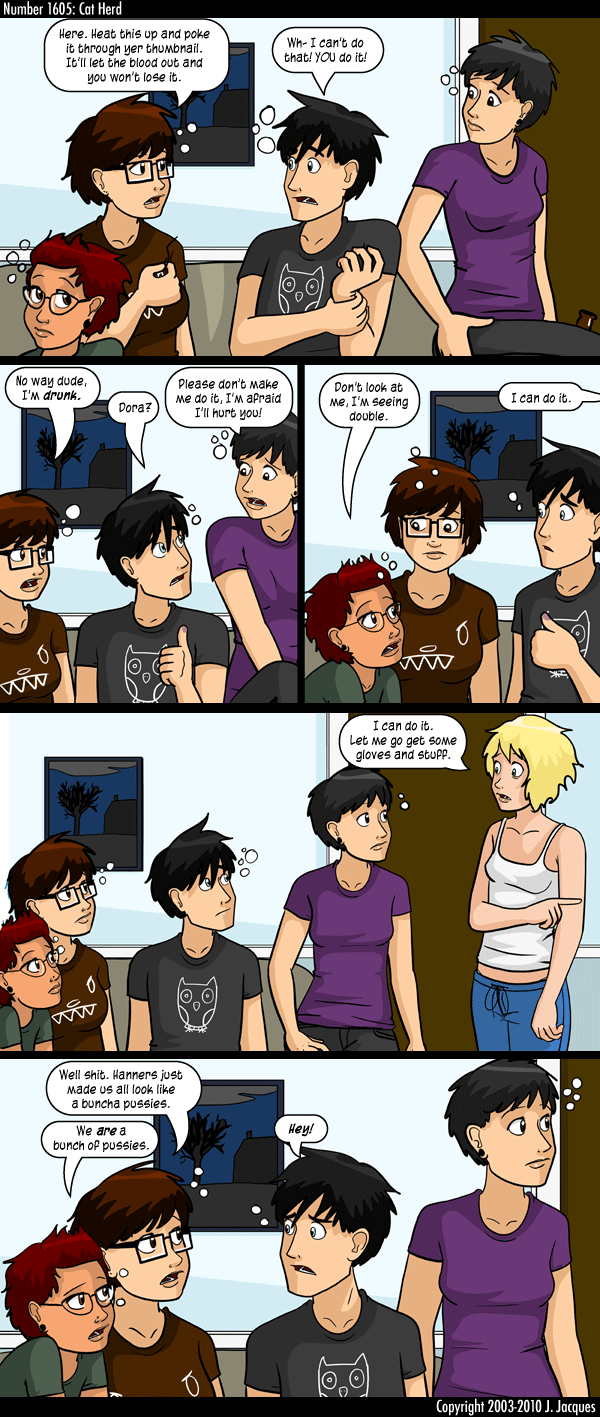 Number 1605: Cat Herd
Here. Heat this up and poke
it through yer thumbnail.
It'll let the blood out and
you won't lose it.
Wh- I can't do
that! YOU do it!
No way dude,
I'm drunk.
Dora?
Please don't make
me do it, I'm afraid
I'll hurt you!
Don't look at
me, I'm seeing
double.
I can do it.
I can do it.
Let me go get some
gloves and stuff.
Well shit. Hanners just
made us all look like
a buncha pussies.
We are a
bunch of pussies.
Hey!
Copyright 2003-2010 J. Jacques